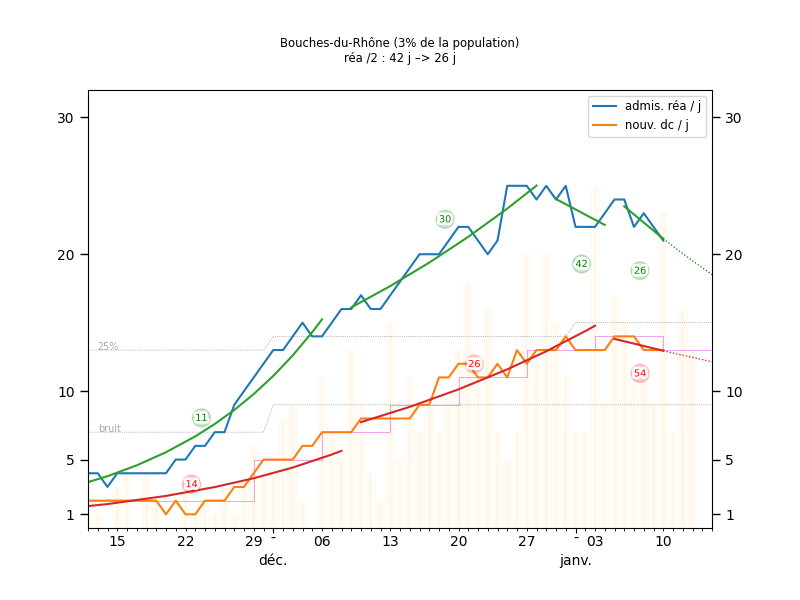 Bouches-du-Rhône (3% de la population)
réa /2 : 42 j –> 26 j
admis. réa / j
nouv. dc / j
30 30
20 20
10 10
5 5
1 1
25%
bruit
11
14
30
26
42
26
54
15 22 29 - 06 13 20 27 - 03 10
déc. janv.